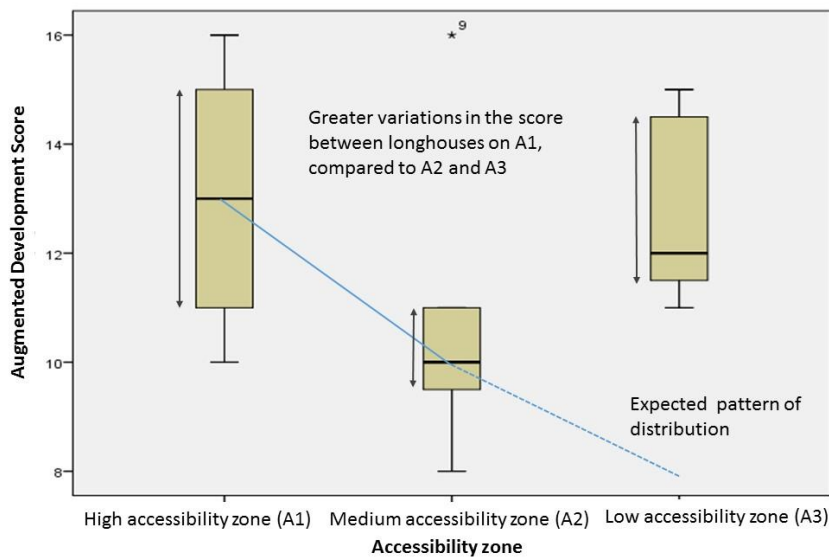 Augmented Development Score
16
14
12
10
8
9
Greater variations in the score
between longhouses on A1,
compared to A2 and A3
Expected pattern of
distribution
High accessibility zone (A1)
Medium accessibility zone (A2)
Low accessibility zone (A3)
Accessibility zone